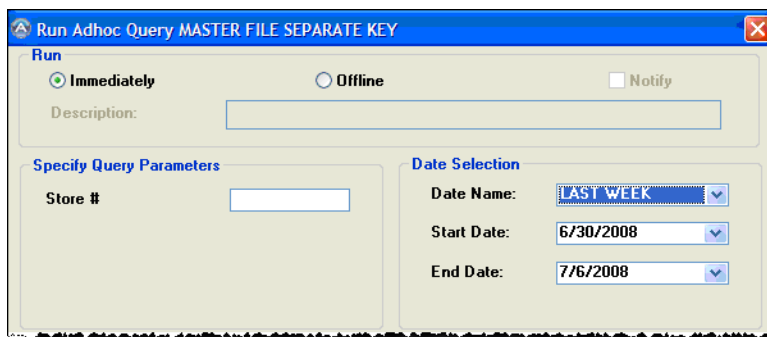 Run Adhoc Query MASTER FILE SEPARATE KEY
Run
Immediately Offline Notify
Description:
Specify Query Parameters
Store #
Date Selection
Date Name: LAST WEEK
Start Date: 6/30/2008
End Date: 7/6/2008